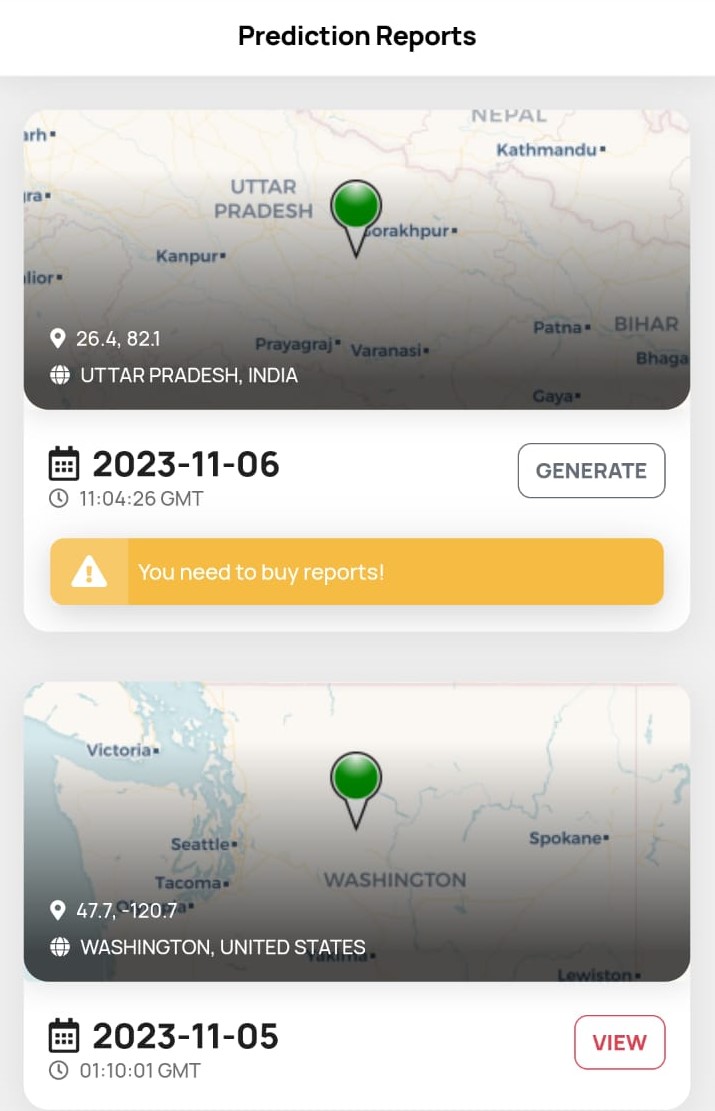 Prediction Reports
NEPAL
arh
Kathmandu
ra
UTTAR
PRADESH
orakhpur
Kanpur
lior
26.4, 82.1
Prayagraj
Varanasi
Patna
BIHAR
Bhaga
UTTAR PRADESH, INDIA
Gaya
2023-11-06
GENERATE
11:04:26 GMT
You need to buy reports!
Victoria
Seattle
Spokane
Tacoma
WASHINGTON
47.7, -120.7
WASHINGTON, UNITED STATES
Lewiston
2023-11-05
VIEW
01:10:01 GMT